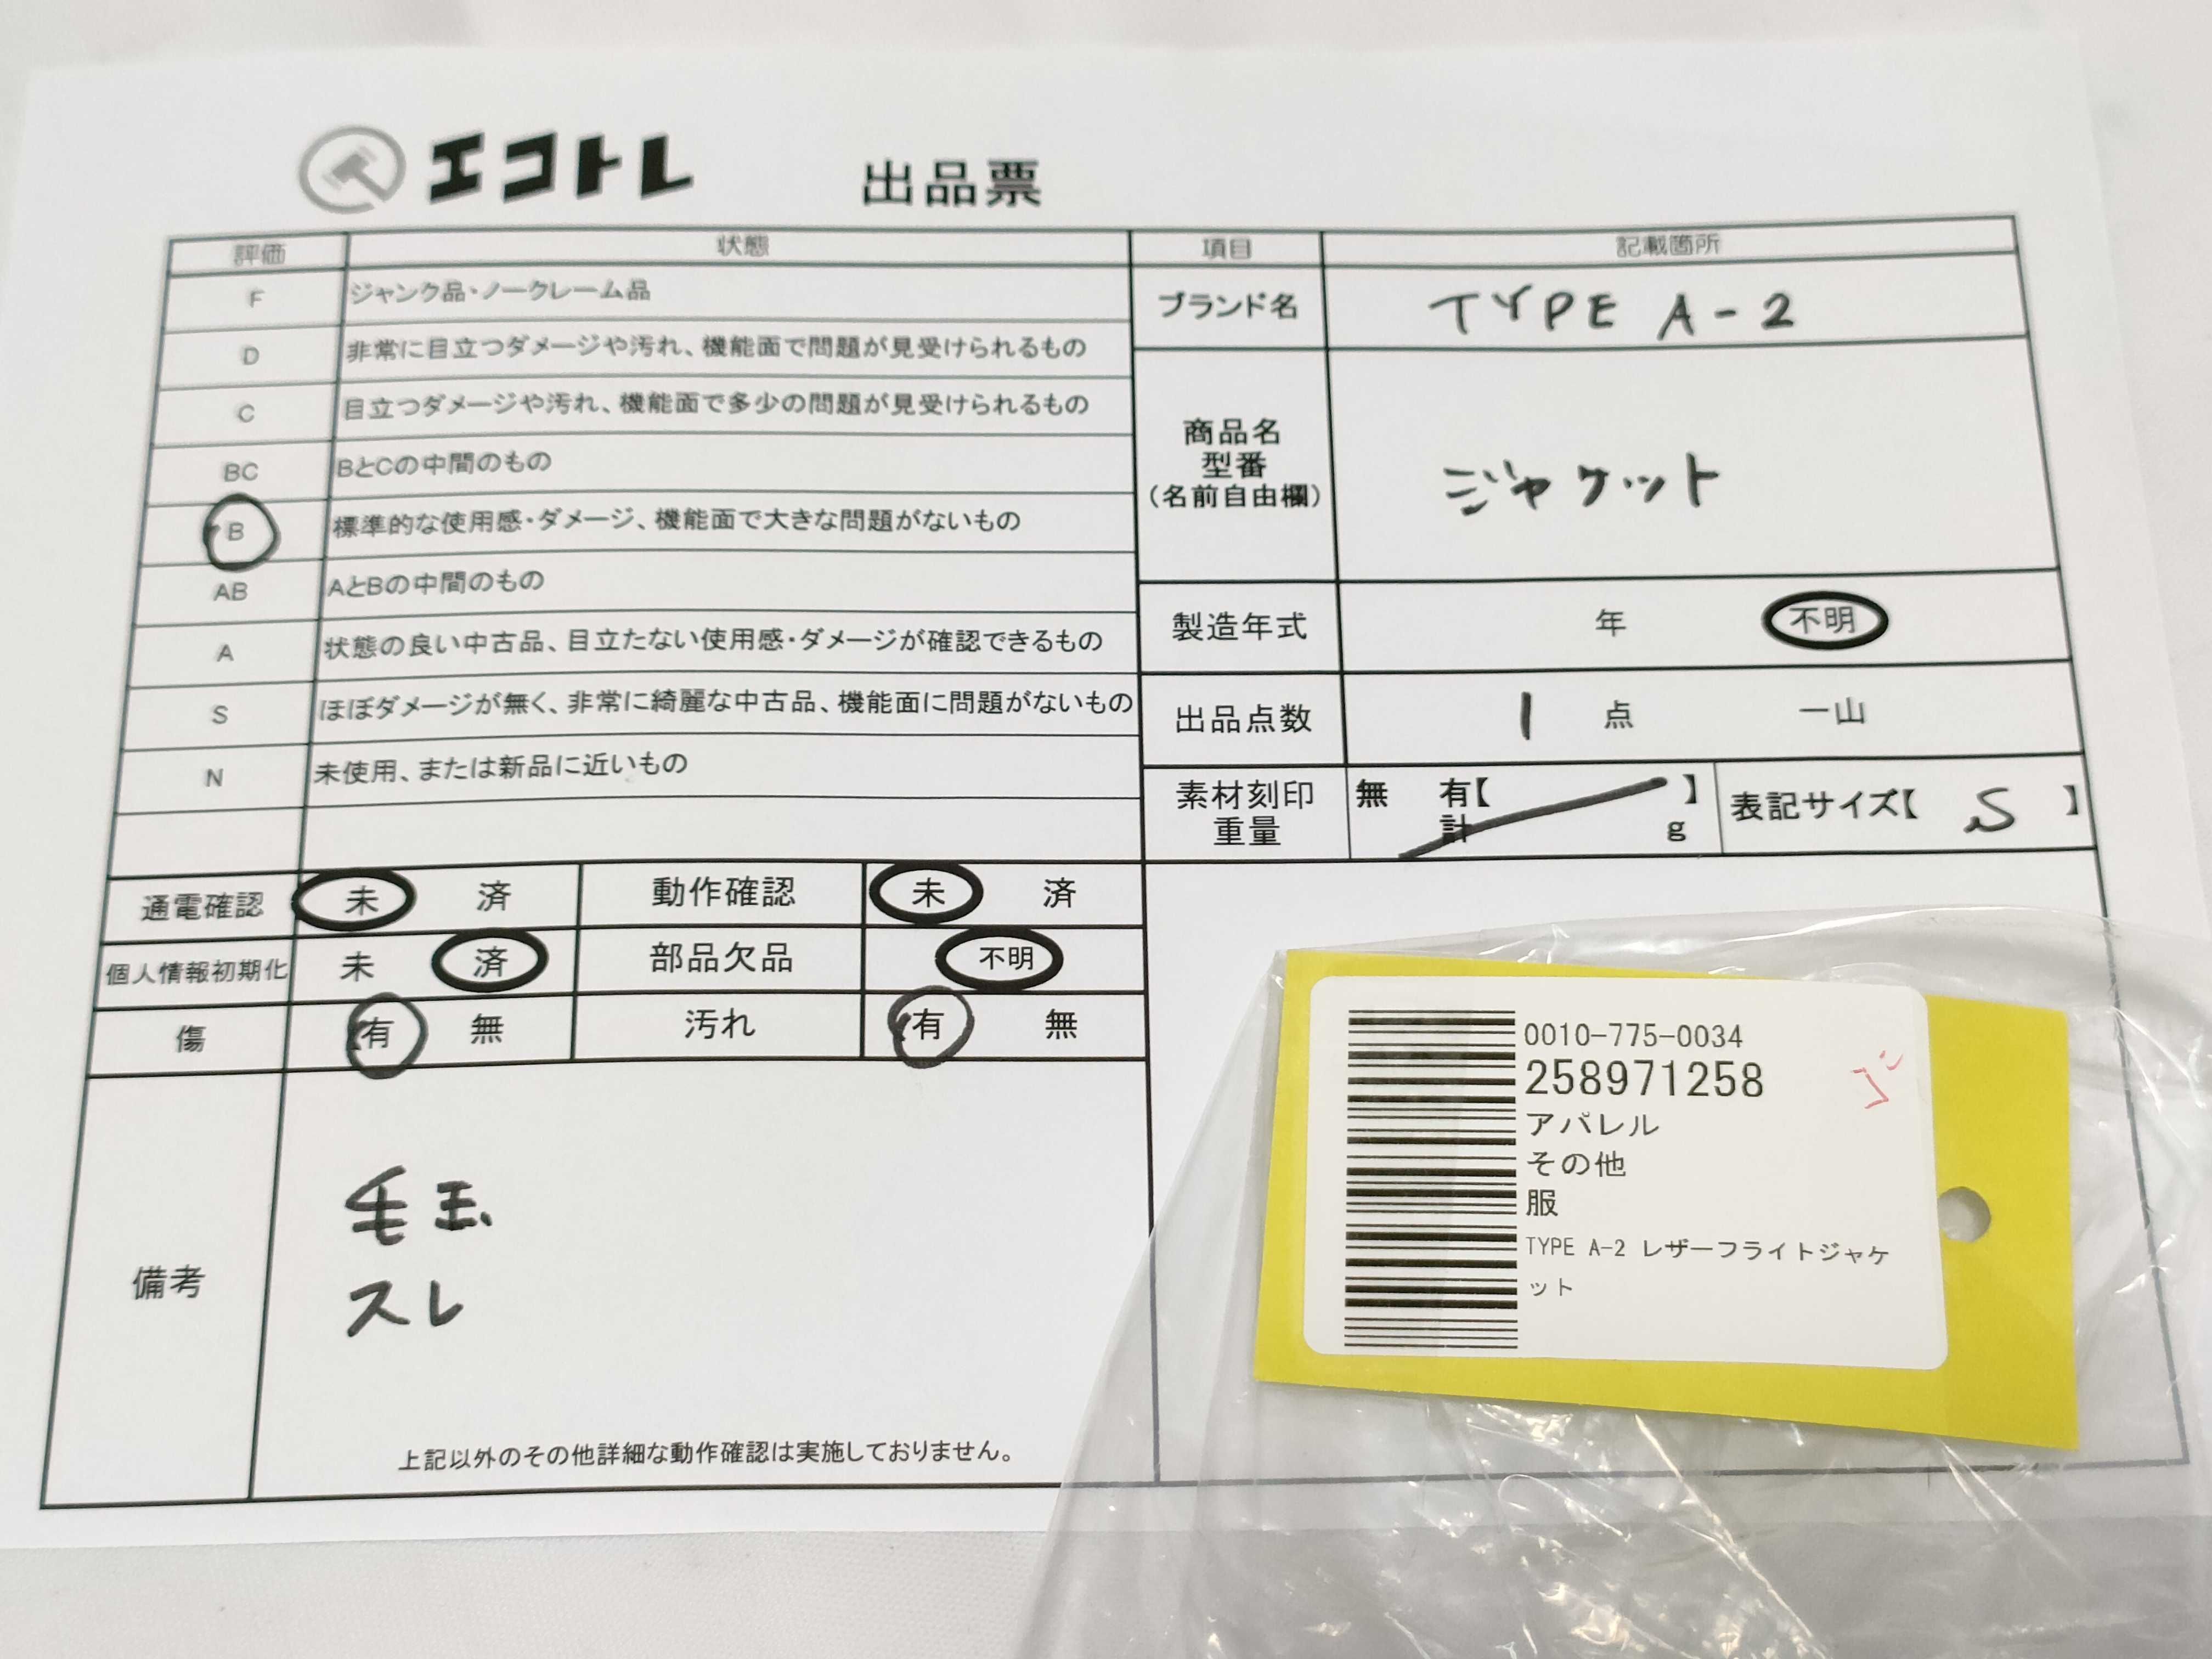 エコトレ 出品票
評価 状態 項目 記載箇所
F ジャンク品・ノークレーム品
D 非常に目立つダメージや汚れ、機能面で問題が見受けられるもの
C 目立つダメージや汚れ、機能面で多少の問題が見受けられるもの
BC BとCの中間のもの
B 標準的な使用感・ダメージ、機能面で大きな問題がないもの
AB AとBの中間のもの
A 状態の良い中古品、目立たない使用感・ダメージが確認できるもの
S ほぼダメージが無く、非常に綺麗な中古品、機能面に問題がないもの
N 未使用、または新品に近いもの
ブランド名 TYPE A-2
商品名
型番
(名前自由欄)
ジャケット
製造年式 年 不明
出品点数 1 点 一山
素材刻印 無 有【 】
重量 計 g
表記サイズ【 S 】
通電確認 未 済 動作確認 未 済
個人情報初期化 未 済 部品欠品 不明
傷 有 無 汚れ 有 無
備考
毛玉
スレ
上記以外のその他詳細な動作確認は実施しておりません。
0010-775-0034
258971258
アパレル
その他
服
TYPE A-2 レザーフライトジャケ
ット